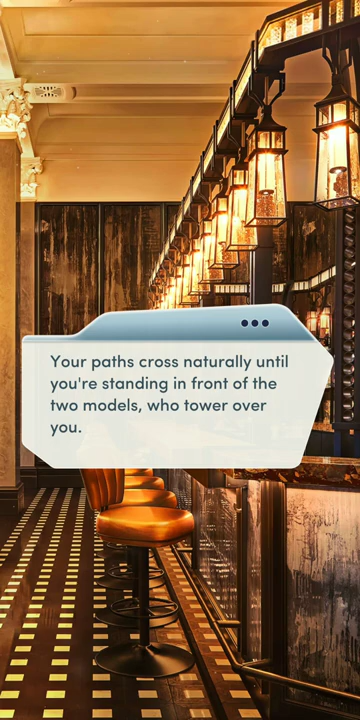 Your paths cross naturally until
you're standing in front of the
two models, who tower over
you.